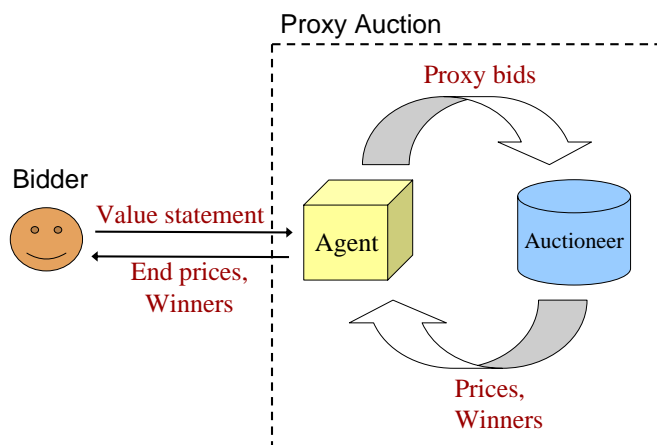 Proxy Auction
Proxy bids
Bidder
Value statement
Agent
Auctioneer
End prices,
Winners
Prices,
Winners